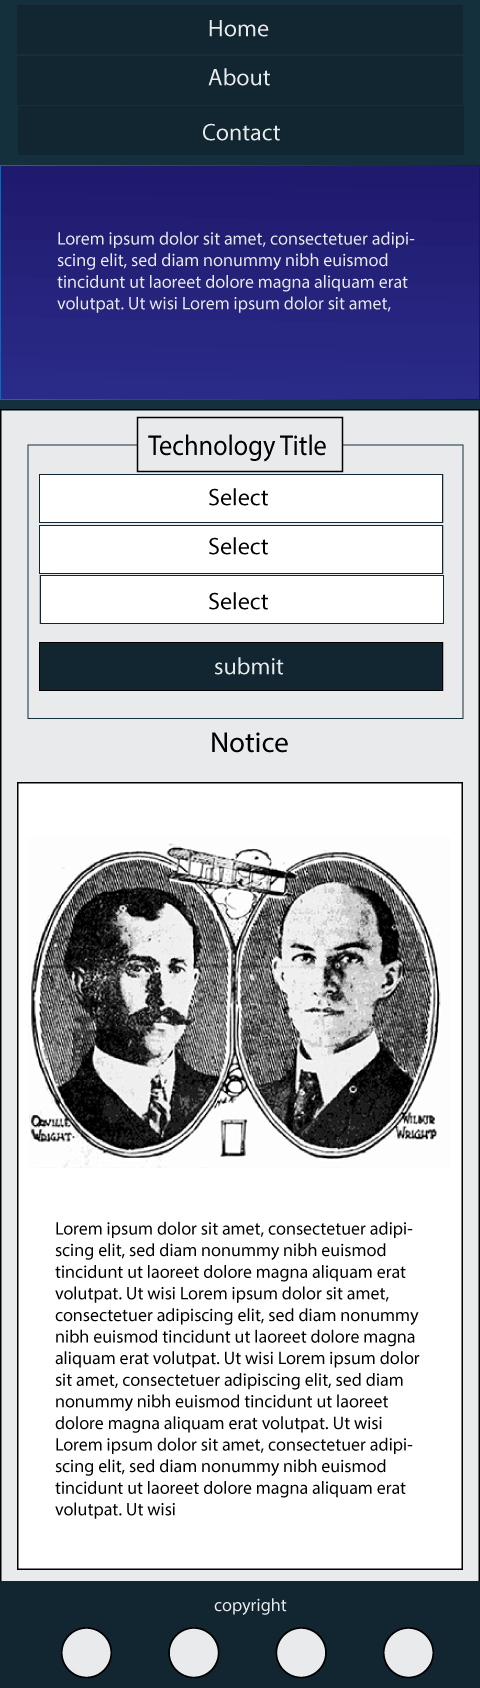 Home
About
Contact
Lorem ipsum dolor sit amet, consectetuer adipi-
scing elit, sed diam nonummy nibh euismod
tincidunt ut laoreet dolore magna aliquam erat
volutpat. Ut wisi Lorem ipsum dolor sit amet,
Technology Title
Select
Select
Select
submit
Notice
ORVILLE
WRIGHT.
WILBUR
WRIGHT
Lorem ipsum dolor sit amet, consectetuer adipi-
scing elit, sed diam nonummy nibh euismod
tincidunt ut laoreet dolore magna aliquam erat
volutpat. Ut wisi Lorem ipsum dolor sit amet,
consectetuer adipiscing elit, sed diam nonummy
nibh euismod tincidunt ut laoreet dolore magna
aliquam erat volutpat. Ut wisi Lorem ipsum dolor
sit amet, consectetuer adipiscing elit, sed diam
nonummy nibh euismod tincidunt ut laoreet
dolore magna aliquam erat volutpat. Ut wisi
Lorem ipsum dolor sit amet, consectetuer adipi-
scing elit, sed diam nonummy nibh euismod
tincidunt ut laoreet dolore magna aliquam erat
volutpat. Ut wisi
copyright